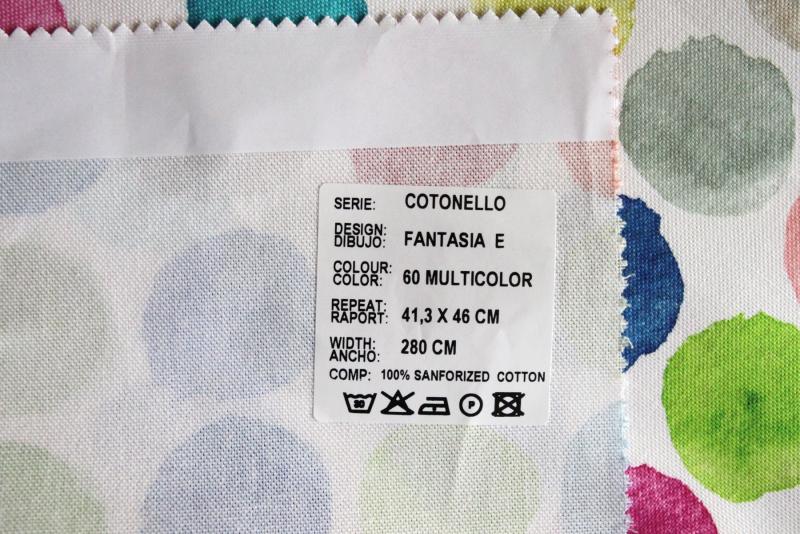 SERIE: COTONELLO
DESIGN:
DIBUJO: FANTASIA E
COLOUR:
COLOR: 60 MULTICOLOR
REPEAT:
RAPORT: 41,3 X 46 CM
WIDTH:
ANCHO: 280 CM
COMP: 100% SANFORIZED COTTON
30 P